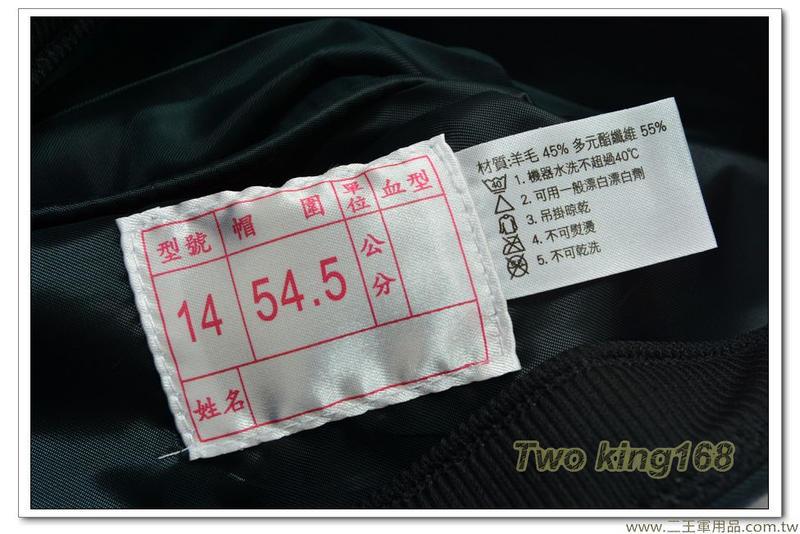 型號 帽圍 單位 血型
14 54.5 公分
姓名
材質:羊毛 45% 多元酯纖維 55%
40 1. 機器水洗不超過40℃
2. 可用一般漂白漂白劑
3. 吊掛晾乾
4. 不可熨燙
5. 不可乾洗
Two king168
www.二王軍用品.com.tw